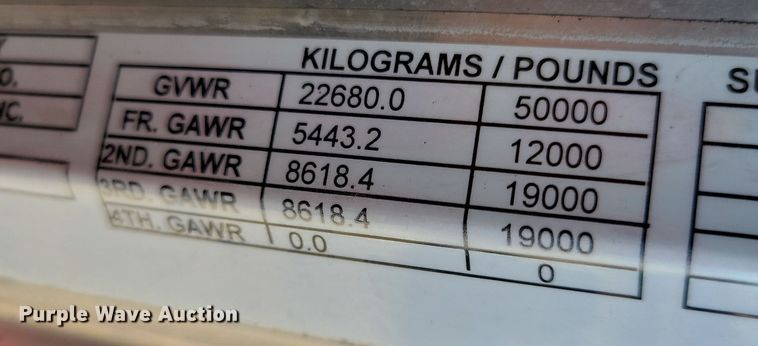 KILOGRAMS / POUNDS
GVWR 22680.0 50000
FR. GAWR 5443.2 12000
2ND. GAWR 8618.4 19000
3RD. GAWR 8618.4 19000
4TH. GAWR 0.0 0
Purple Wave Auction